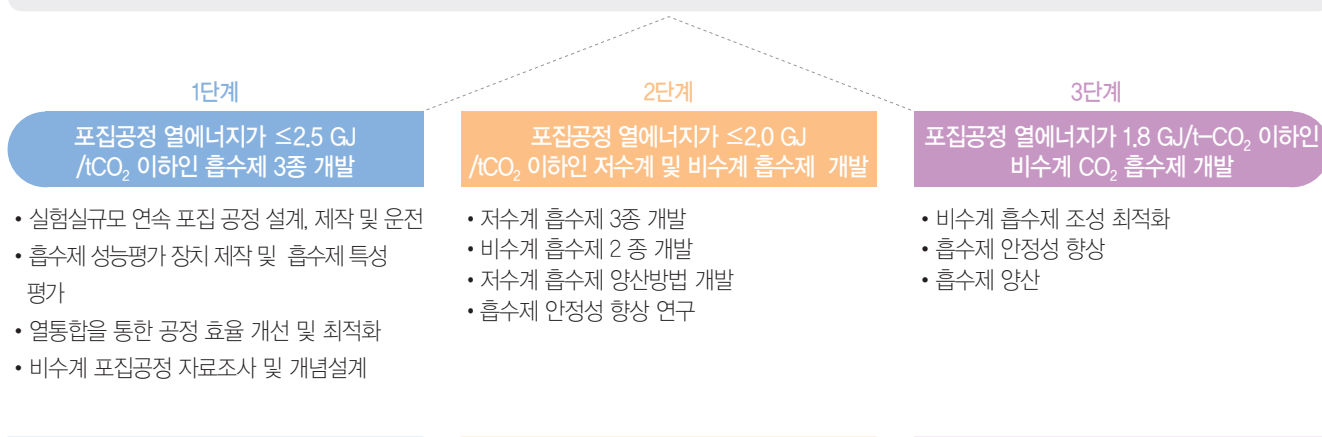 1단계
포집공정 열에너지가 ≤2.5 GJ
/tCO₂ 이하인 흡수제 3종 개발
• 실험실규모 연속 포집 공정 설계, 제작 및 운전
• 흡수제 성능평가 장치 제작 및 흡수제 특성
평가
• 열통합을 통한 공정 효율 개선 및 최적화
• 비수계 포집공정 자료조사 및 개념설계
2단계
포집공정 열에너지가 ≤2.0 GJ
/tCO₂ 이하인 저수계 및 비수계 흡수제 개발
• 저수계 흡수제 3종 개발
• 비수계 흡수제 2 종 개발
• 저수계 흡수제 양산방법 개발
• 흡수제 안정성 향상 연구
3단계
포집공정 열에너지가 1.8 GJ/t-CO₂ 이하인
비수계 CO₂ 흡수제 개발
• 비수계 흡수제 조성 최적화
• 흡수제 안정성 향상
• 흡수제 양산